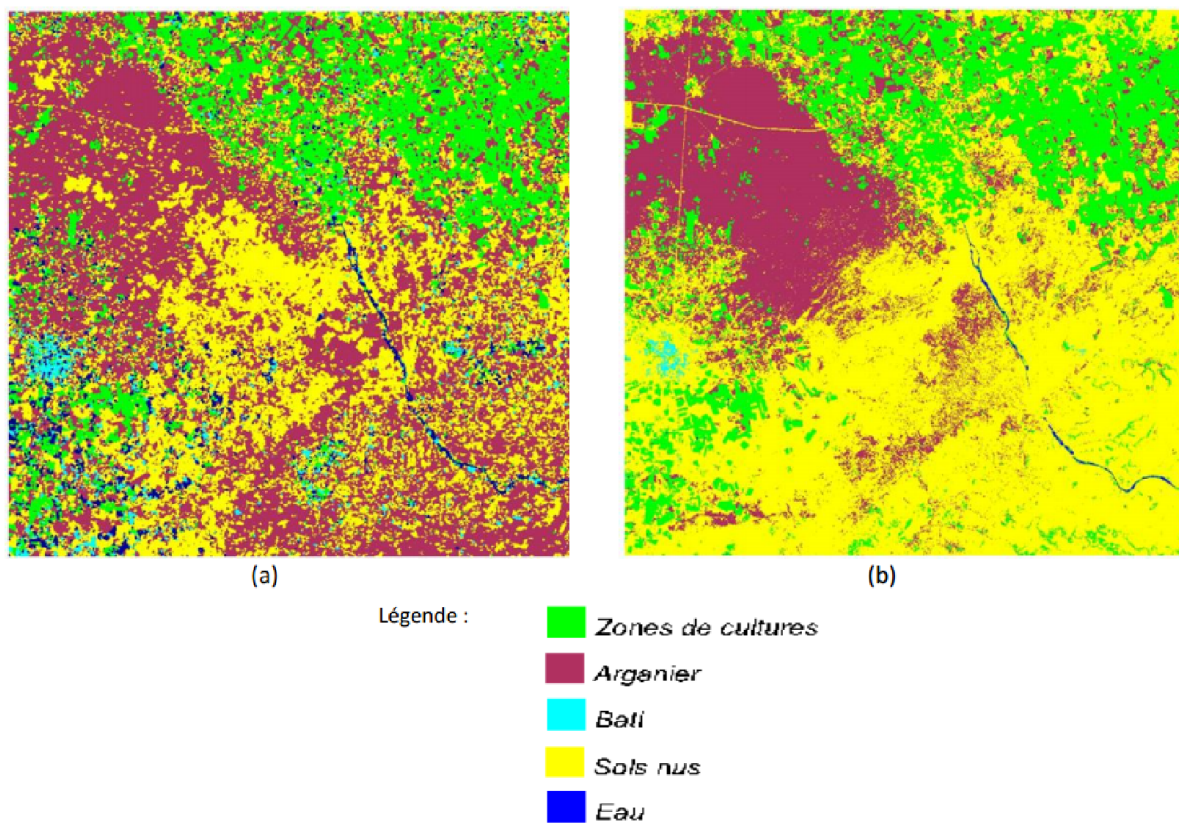 (a)
(b)
Légende :
Zones de cultures
Arganier
Bati
Sols nus
Eau